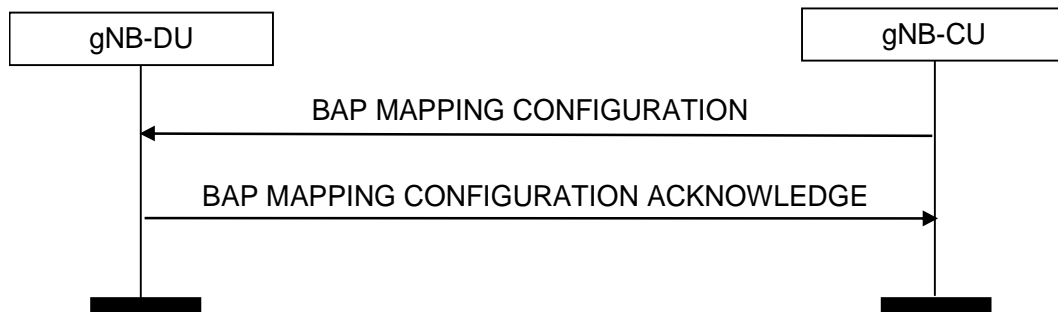 gNB-DU
gNB-CU
BAP MAPPING CONFIGURATION
BAP MAPPING CONFIGURATION ACKNOWLEDGE